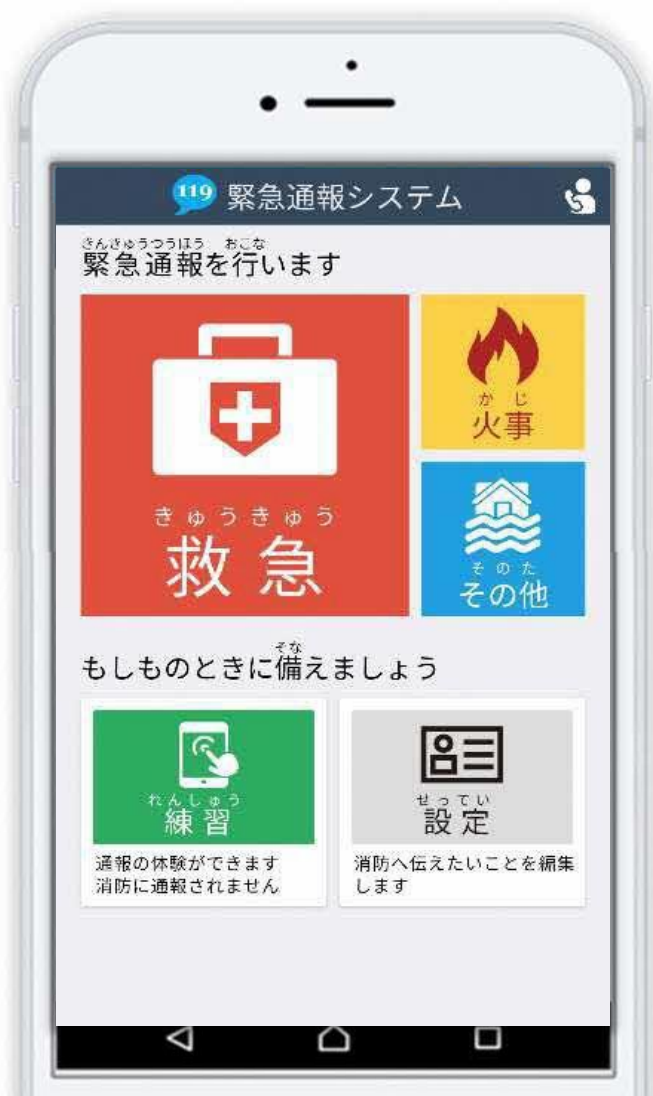 119 緊急通報システム
きんきゅうつうほう おこな
緊急通報を行います
きゅうきゅう
救急
かじ
火事
そのた
その他
そな
もしものときに備えましょう
れんしゅう
練習
通報の体験ができます
消防に通報されません
せってい
設定
消防へ伝えたいことを編集
します